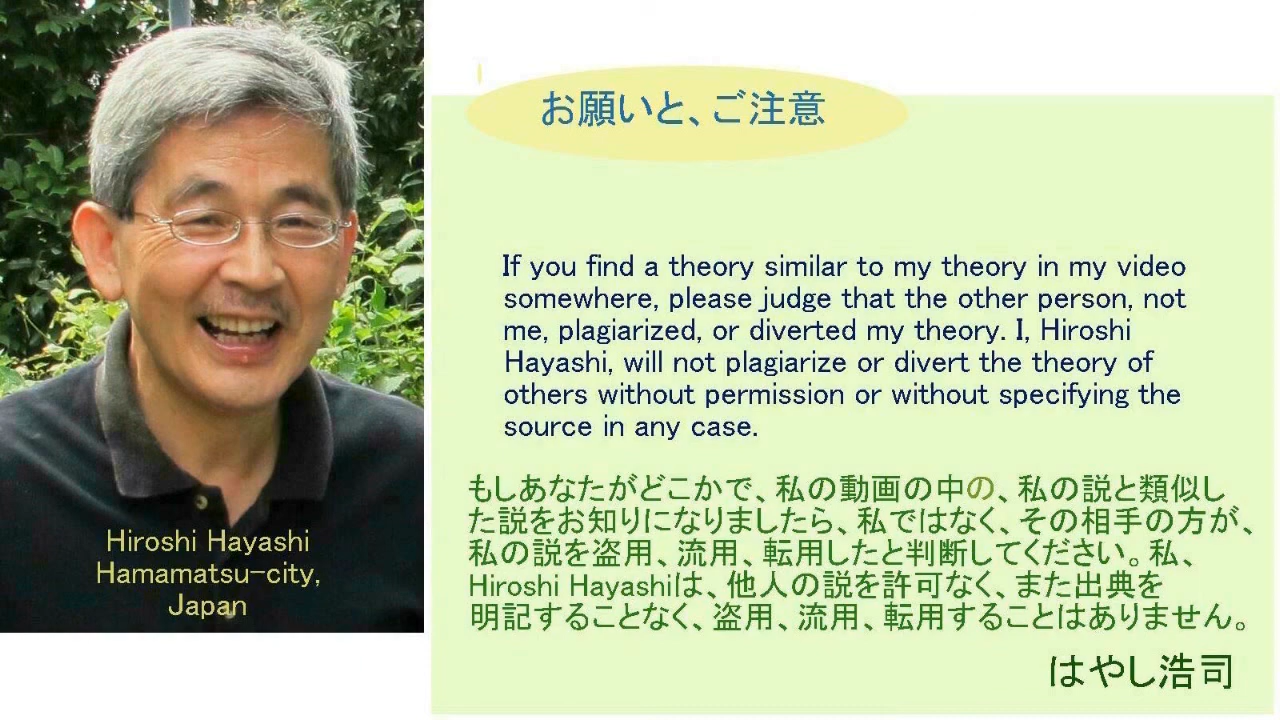 Hiroshi Hayashi
Hamamatsu-city,
Japan
お願いと、ご注意
If you find a theory similar to my theory in my video
somewhere, please judge that the other person, not
me, plagiarized, or diverted my theory. I, Hiroshi
Hayashi, will not plagiarize or divert the theory of
others without permission or without specifying the
source in any case.
もしあなたがどこかで、私の動画の中の、私の説と類似し
た説をお知りになりましたら、私ではなく、その相手の方が、
私の説を盗用、流用、転用したと判断してください。私、
Hiroshi Hayashiは、他人の説を許可なく、また出典を
明記することなく、盗用、流用、転用することはありません。
はやし浩司